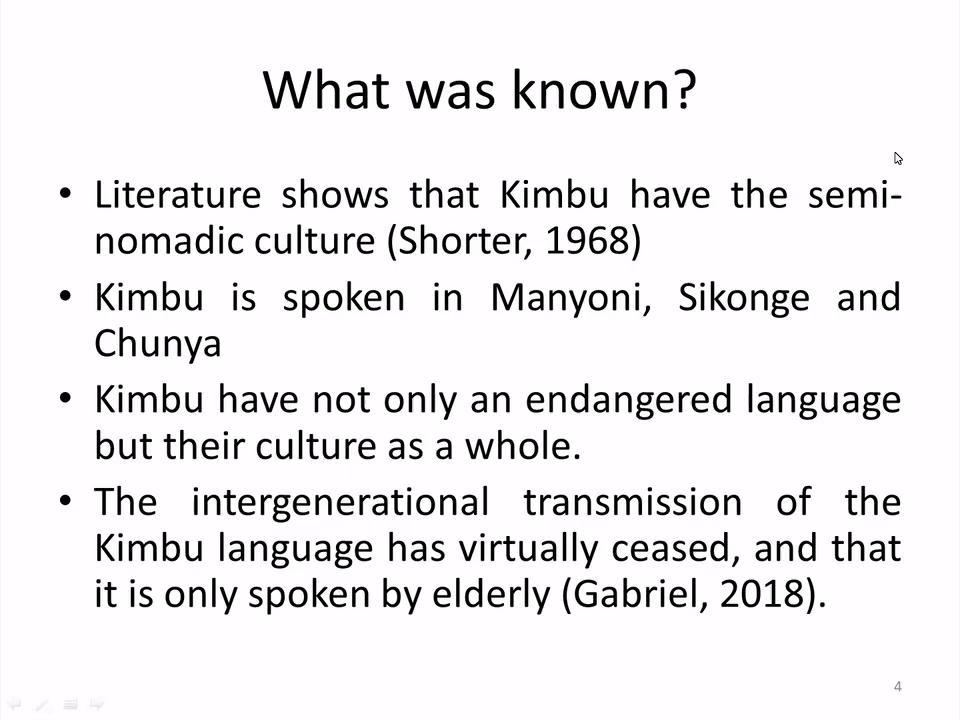 What was known?
• Literature shows that Kimbu have the semi-
nomadic culture (Shorter, 1968)
• Kimbu is spoken in Manyoni, Sikonge and
Chunya
• Kimbu have not only an endangered language
but their culture as a whole.
• The intergenerational transmission of the
Kimbu language has virtually ceased, and that
it is only spoken by elderly (Gabriel, 2018).
4